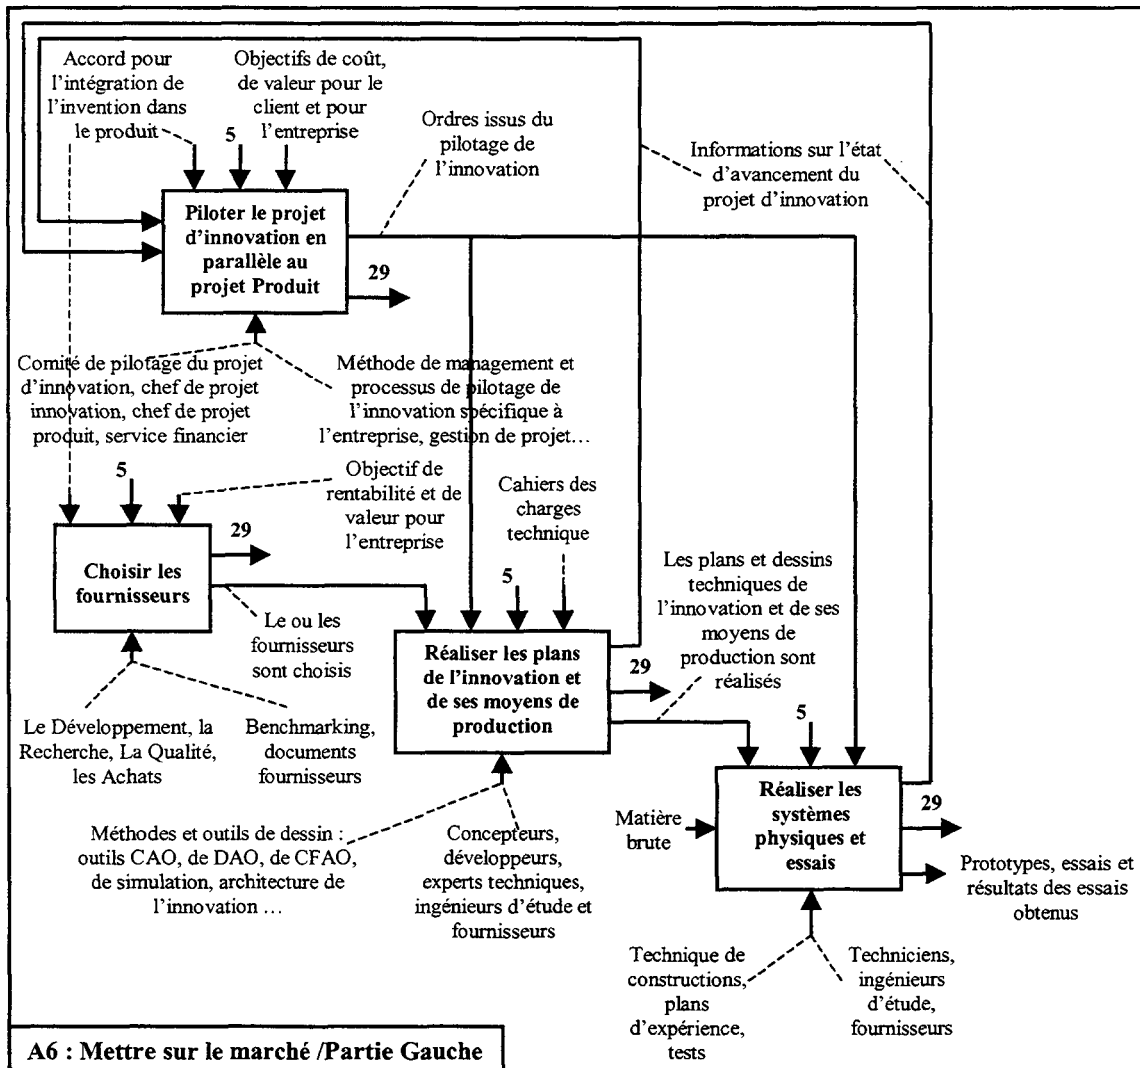 Accord pour
l'intégration de
l'invention dans
le produit
Objectifs de coût,
de valeur pour le
client et pour
l'entreprise
5
Ordres issus du
pilotage de
l'innovation
Informations sur l'état
d'avancement du
projet d'innovation
Piloter le projet
d'innovation en
parallèle au
projet Produit
29
Comité de pilotage du projet
d'innovation, chef de projet
innovation, chef de projet
produit, service financier
Méthode de management et
processus de pilotage de
l'innovation spécifique à
l'entreprise, gestion de projet…
5
Objectif de
rentabilité et de
valeur pour
l'entreprise
Cahiers des
charges
technique
29
Choisir les
fournisseurs
Le ou les
fournisseurs
sont choisis
5
Les plans et dessins
techniques de
l'innovation et de ses
moyens de
production sont
réalisés
Réaliser les plans
de l'innovation et
de ses moyens de
production
29
Le Développement, la
Recherche, La Qualité,
les Achats
Benchmarking,
documents
fournisseurs
5
Méthodes et outils de dessin :
outils CAO, de DAO, de CFAO,
de simulation, architecture de
l'innovation …
Concepteurs,
développeurs,
experts techniques,
ingénieurs d'étude et
fournisseurs
Matière
brute
Réaliser les
systèmes
physiques et
essais
29
Prototypes, essais et
résultats des essais
obtenus
Technique de
constructions,
plans
d'expérience,
tests
Techniciens,
ingénieurs
d'étude,
fournisseurs
A6 : Mettre sur le marché /Partie Gauche